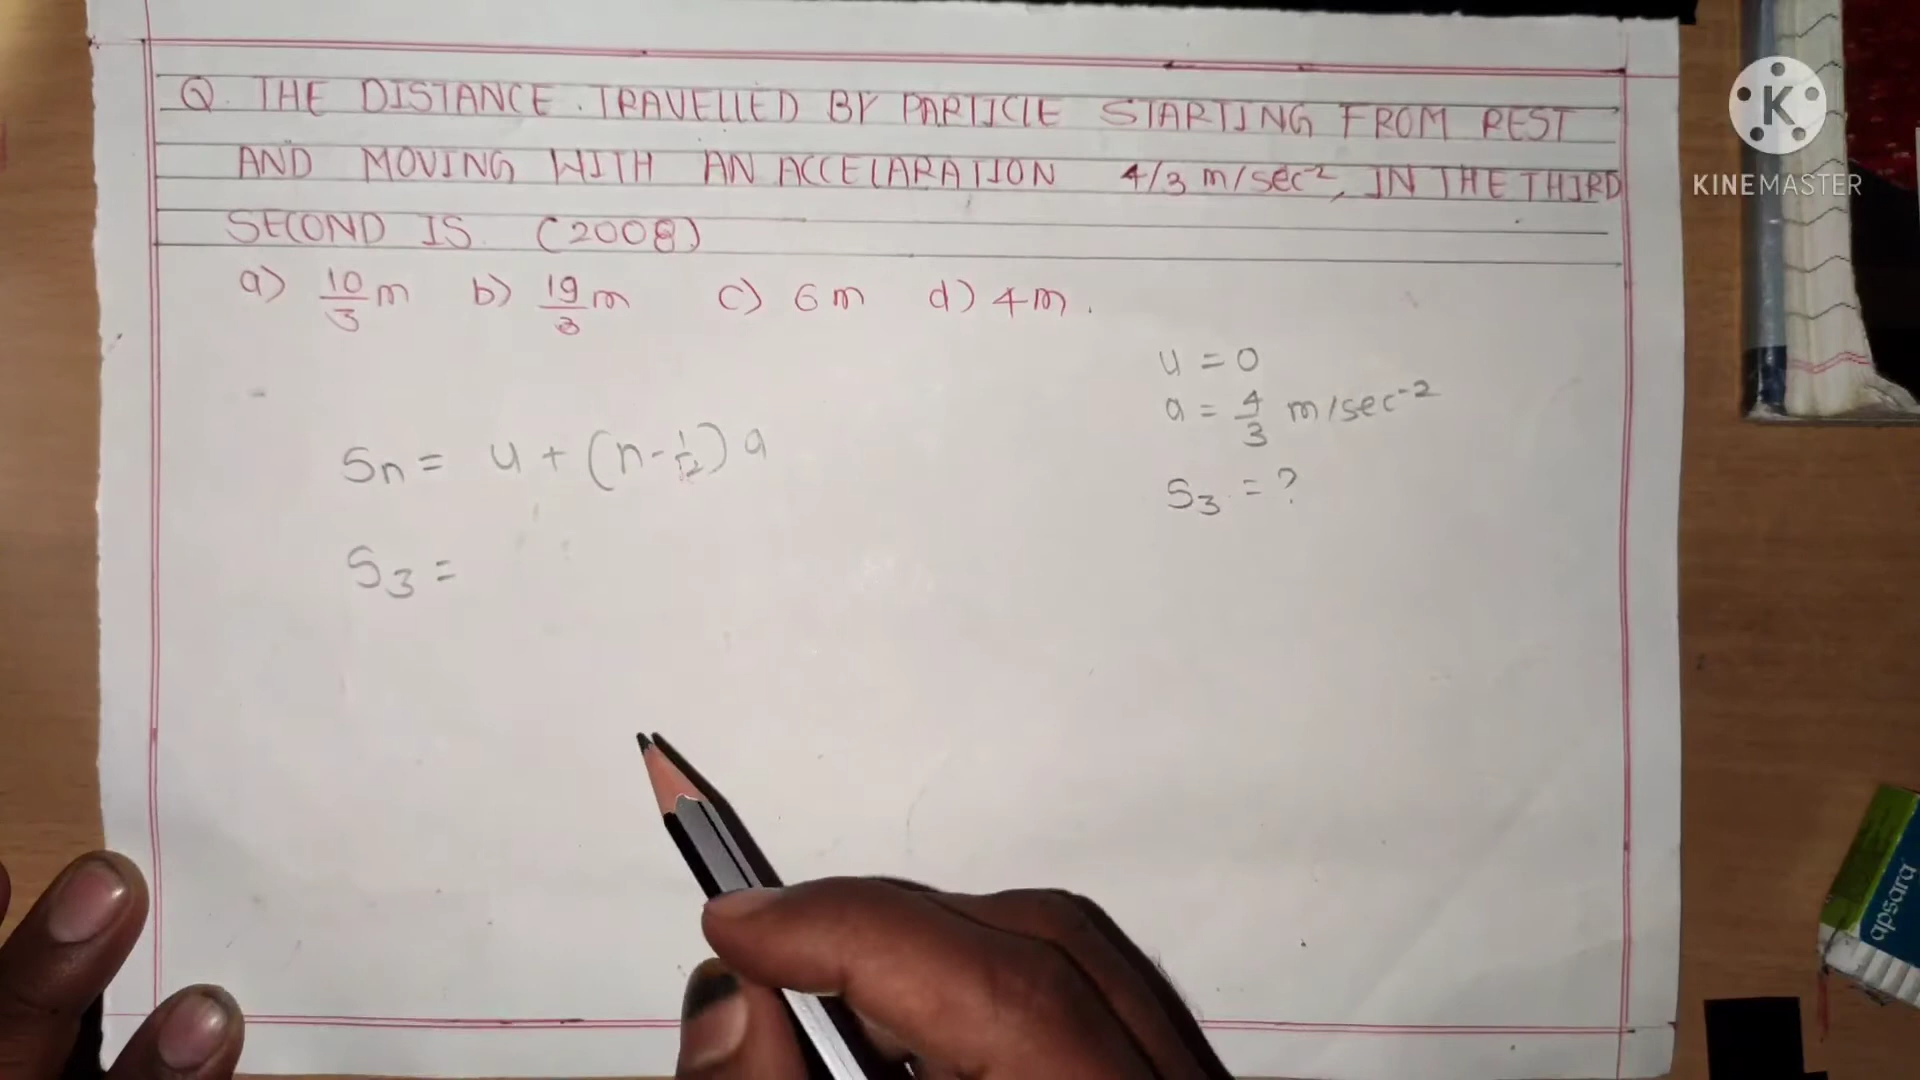 Q. THE DISTANCE TRAVELLED BY PARTICLE STARTING FROM REST
AND MOVING WITH AN ACCELARATION 4/3 m/sec², IN THE THIRD
SECOND IS (2008)
a) 10/3 m b) 19/3 m c) 6 m d) 4 m.
u = 0
a = 4/3 m/sec⁻²
S₃ = ?
Sn = u + (n - 1/2) a
S₃ =
K
KINEMASTER
apsara